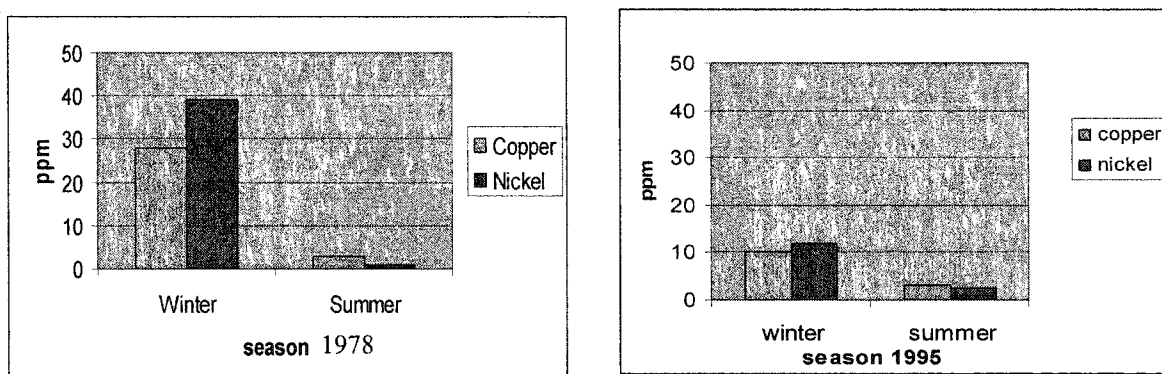 50
40
30
20
10
0
ppm
Winter Summer
season 1978
Copper
Nickel
50
40
30
20
10
0
ppm
winter summer
season 1995
copper
nickel